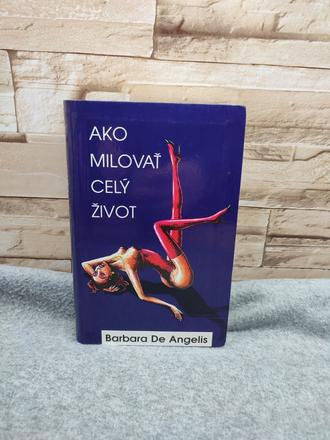 AKO
MILOVAŤ
CELÝ
ŽIVOT
Barbara De Angelis